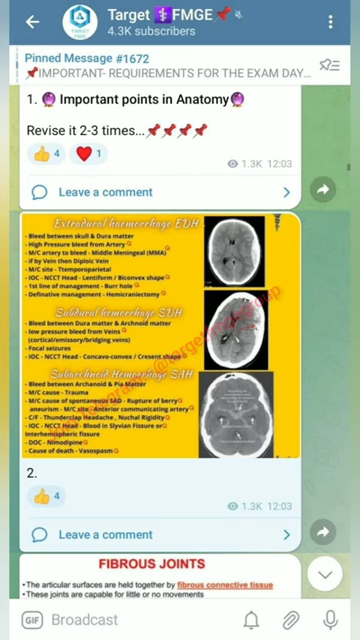 Target ⚕️FMGE📌
4.3K subscribers
Pinned Message #1672
📌IMPORTANT- REQUIREMENTS FOR THE EXAM DAY...
1. 🔮 Important points in Anatomy🔮
Revise it 2-3 times...📌📌📌📌
👍 4 ❤️ 1
1.3K 12:03
Leave a comment
Extradural haemorrhage EDH
- Bleed between skull & Dura matter
- High Pressure bleed from Artery
- M/C artery to bleed - Middle Meningeal (MMA)
- if by Vein then Diploic Vein
- M/C site - Ttemporoparietal
- IOC - NCCT Head - Lentiform / Biconvex shape
- 1st line of management - Burr hole
- Definative management - Hemicraniectomy
Subdural hemorrhage SDH
- Bleed between Dura matter & Archnoid matter
- low pressure bleed from Veins
(cortical/emissory/bridging veins)
- Focal seizures
- IOC - NCCT Head - Concavo-convex / Cresent shape
Subarachnoid Hemorrhage SAH
- Bleed between Archanoid & Pia Matter
- M/C cause - Trauma
- M/C cause of spontaneous SAD - Rupture of berry
aneurism - M/C site - Anterior communicating artery
- C/F - Thunderclap Headache , Nuchal Rigidity
- IOC - NCCT Head - Blood in Slyvian Fissure or
Interhemispheric fissure
- DOC - Nimodipine
- Cause of death - Vasospasm
2.
👍 4
1.3K 12:03
Leave a comment
FIBROUS JOINTS
•The articular surfaces are held together by fibrous connective tissue
•These joints are capable for little or no movements
GIF Broadcast